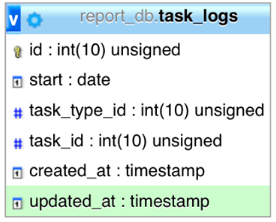 v report_db.task_logs
id : int(10) unsigned
start : date
# task_type_id : int(10) unsigned
# task_id : int(10) unsigned
created_at : timestamp
updated_at : timestamp